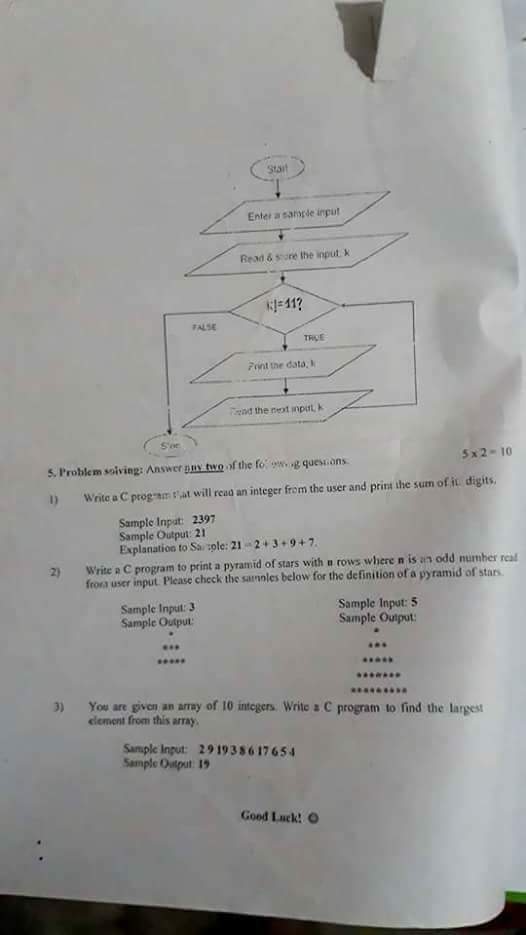 Start
Enter a sample input
Read & store the input, k
k!=11?
FALSE
TRUE
Print the data, k
Read the next input, k
5. Problem solving: Answer any two of the following questions.
5 x 2 = 10
1) Write a C program that will read an integer from the user and print the sum of its digits.
Sample Input: 2397
Sample Output: 21
Explanation to Sample: 21 = 2 + 3 + 9 + 7.
2) Write a C program to print a pyramid of stars with n rows where n is an odd number read
from user input. Please check the samples below for the definition of a pyramid of stars.
Sample Input: 3
Sample Output:
*
***
*****
Sample Input: 5
Sample Output:
*
***
*****
*******
*********
3) You are given an array of 10 integers. Write a C program to find the largest
element from this array.
Sample Input: 2 9 19 3 8 6 17 6 5 4
Sample Output: 19
Good Luck! ☺